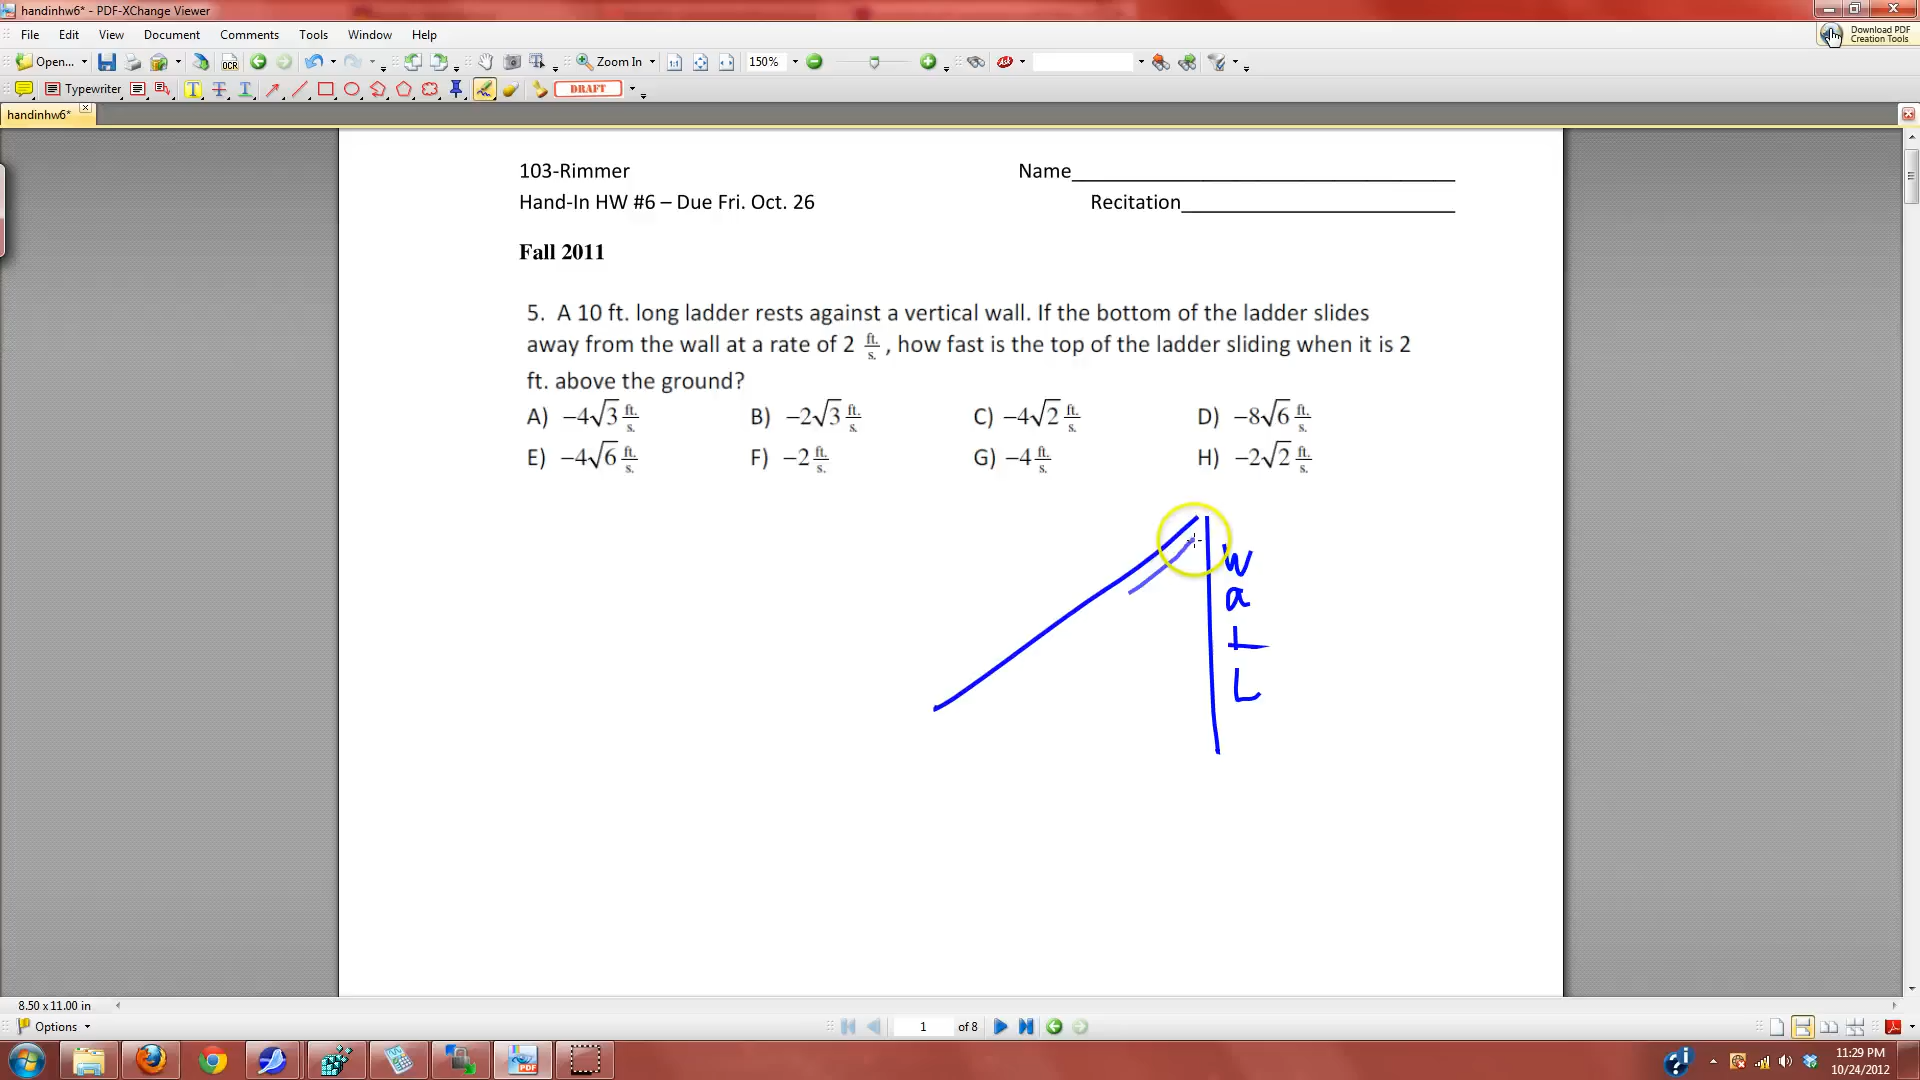 handinhw6* - PDF-XChange Viewer
File Edit View Document Comments Tools Window Help
Download PDF
Creation Tools
Open... OCR Zoom In 150%
Typewriter DRAFT
handinhw6*
103-Rimmer Name
Hand-In HW #6 – Due Fri. Oct. 26 Recitation
Fall 2011
5. A 10 ft. long ladder rests against a vertical wall. If the bottom of the ladder slides
away from the wall at a rate of 2 ft./s. , how fast is the top of the ladder sliding when it is 2
ft. above the ground?
A) −4√3 ft./s. B) −2√3 ft./s. C) −4√2 ft./s. D) −8√6 ft./s.
E) −4√6 ft./s. F) −2 ft./s. G) −4 ft./s. H) −2√2 ft./s.
W
a
L
L
8.50 x 11.00 in
Options 1 of 8
PDF
11:29 PM
10/24/2012